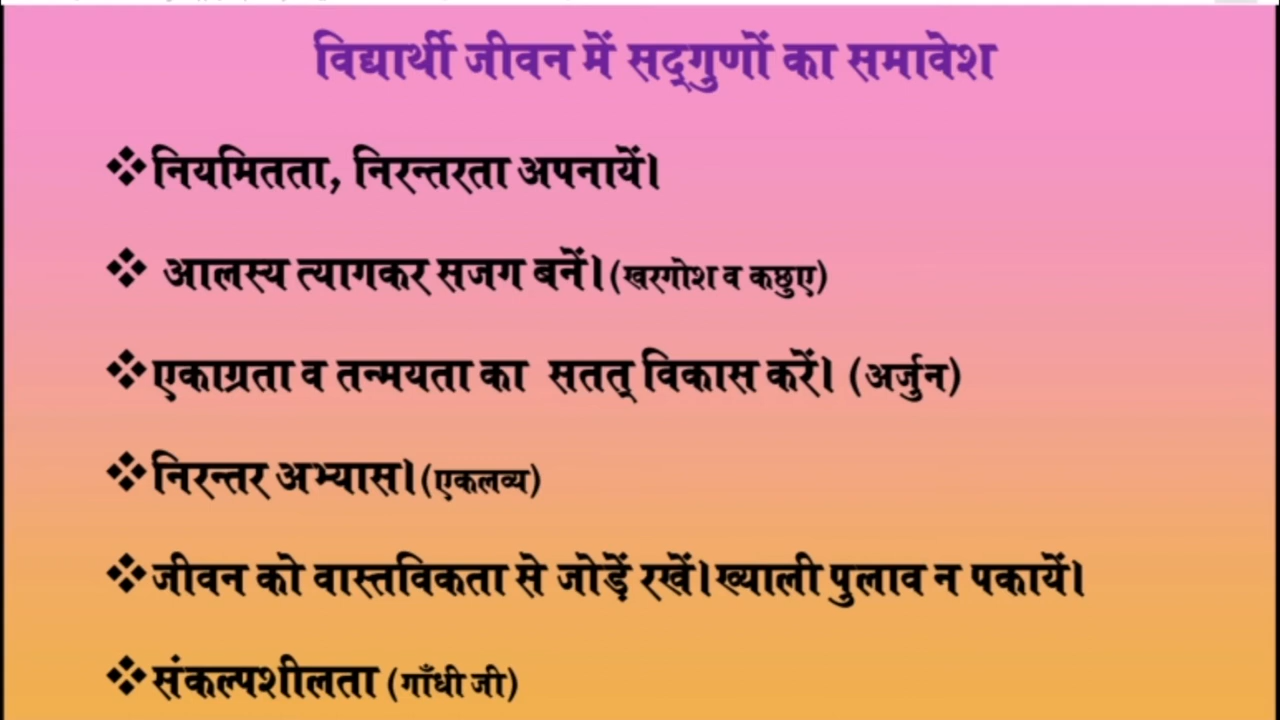 विद्यार्थी जीवन में सद्‌गुणों का समावेश
❖नियमितता, निरन्तरता अपनायें।
❖ आलस्य त्यागकर सजग बनें। (खरगोश व कछुए)
❖एकाग्रता व तन्मयता का सतत् विकास करें। (अर्जुन)
❖निरन्तर अभ्यास। (एकलव्य)
❖जीवन को वास्तविकता से जोड़ें रखें। ख्याली पुलाव न पकायें।
❖संकल्पशीलता (गाँधी जी)